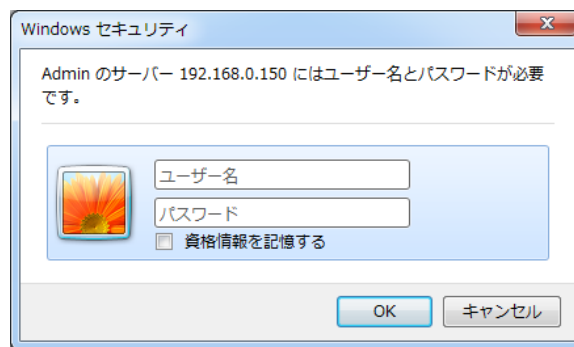 Windows セキュリティ
Admin のサーバー 192.168.0.150 にはユーザー名とパスワードが必要
です。
ユーザー名
パスワード
資格情報を記憶する
OK キャンセル